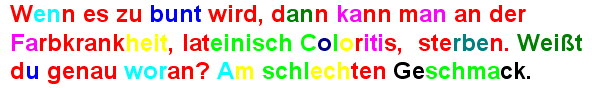 Wenn es zu bunt wird, dann kann man an der
Farbkrankheit, lateinisch Coloritis,  sterben. Weißt
du genau woran? Am schlechten Geschmack.